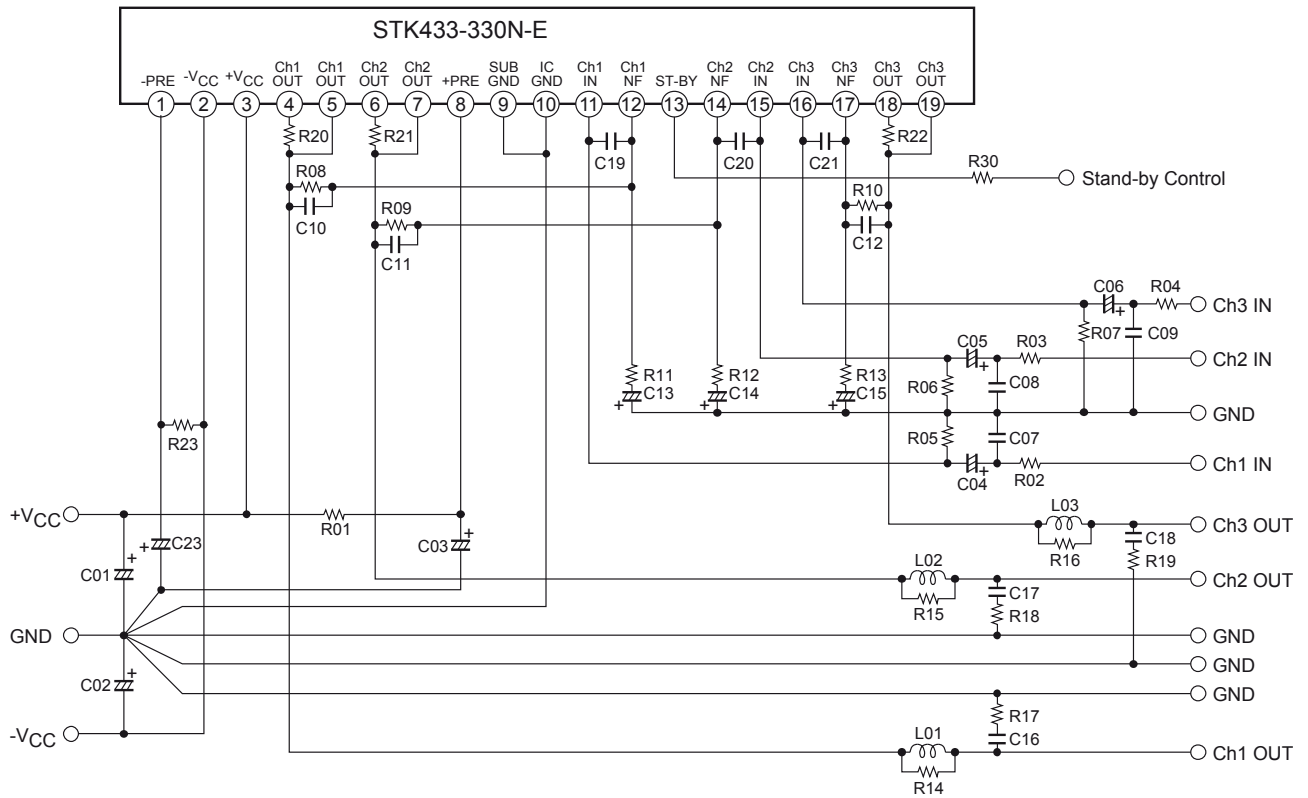 STK433-330N-E
-PRE -VCC +VCC Ch1 OUT Ch1 OUT Ch2 OUT Ch2 OUT +PRE SUB GND IC GND Ch1 IN Ch1 NF ST-BY Ch2 NF Ch2 IN Ch3 IN Ch3 NF Ch3 OUT Ch3 OUT
1 2 3 4 5 6 7 8 9 10 11 12 13 14 15 16 17 18 19
R20 R21 R22
C19 C20 C21
R30 Stand-by Control
R08 R10
C10 R09 C12
C11
C06 R04 Ch3 IN
R07 C09
C05 R03 Ch2 IN
R11 R12 R13 R06 C08
C13 C14 C15
+ + + + + +
GND
R23 R05 C07
C04 R02 Ch1 IN
+
+VCC R01 L03 Ch3 OUT
+ C23 C03 + R16 C18
R19
C01 + L02 Ch2 OUT
R15 C17
R18
GND GND
GND
C02 + GND
R17
-VCC L01 C16
Ch1 OUT
R14